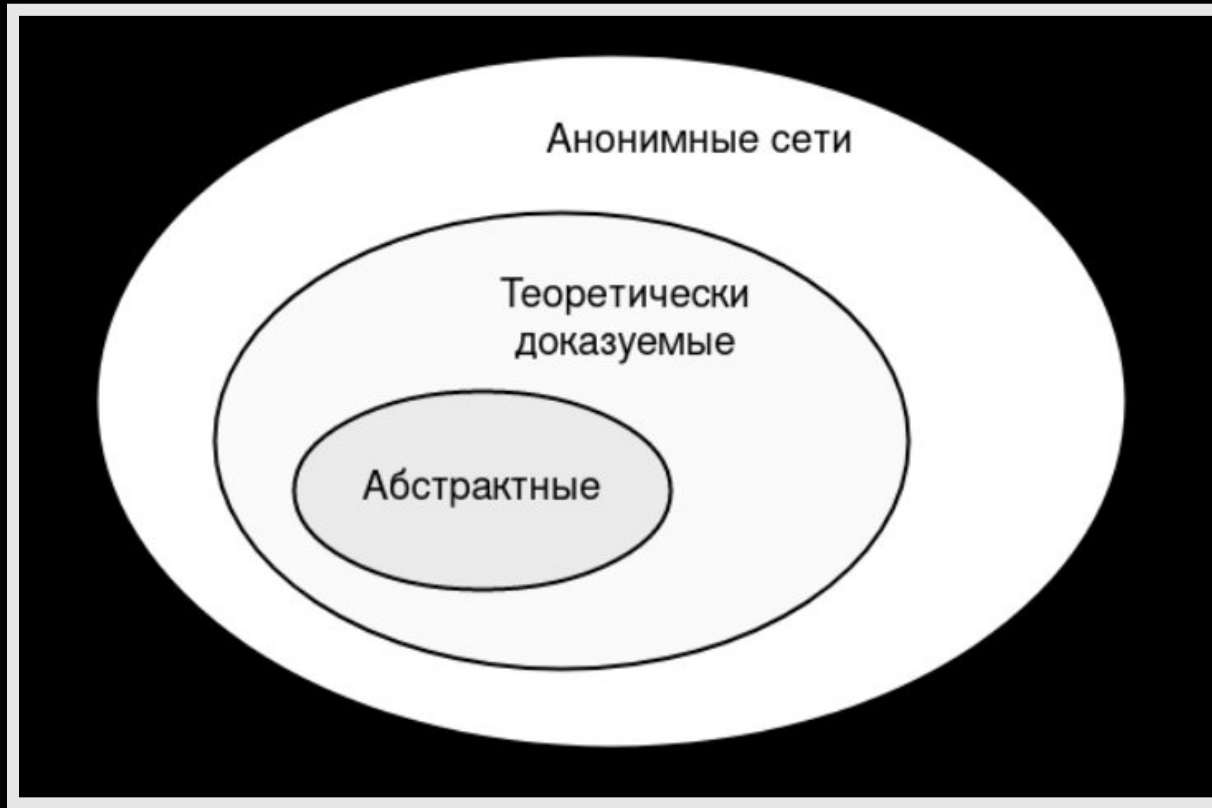 Анонимные сети
Теоретически
доказуемые
Абстрактные